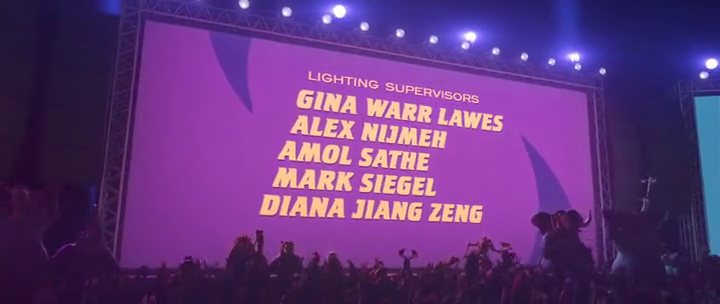 LIGHTING SUPERVISORS
GINA WARR LAWES
ALEX NIJMEH
AMOL SATHE
MARK SIEGEL
DIANA JIANG ZENG